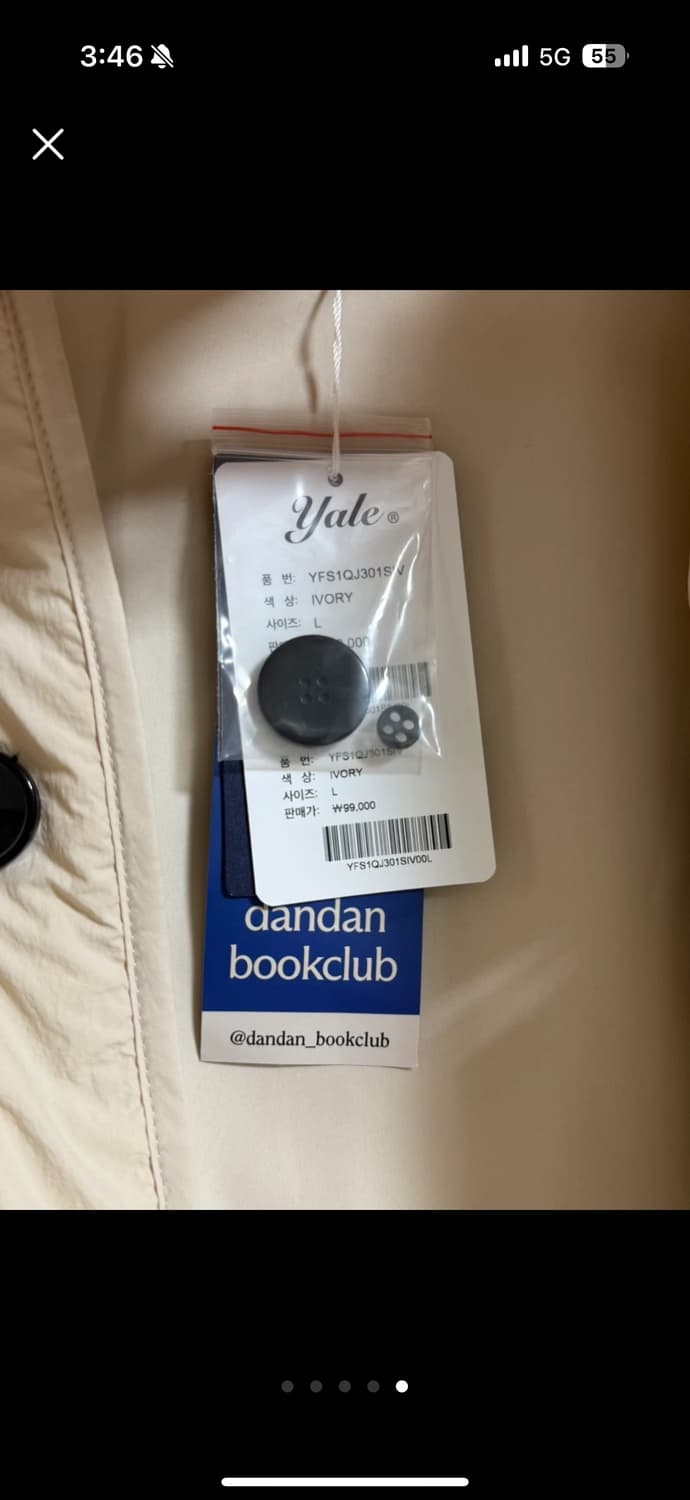 3:46
5G
55
Yale®
품 번: YFS1QJ301SIV
색 상: IVORY
사이즈: L
품 번: YFS1QJ301SIV
색 상: IVORY
사이즈: L
판매가: ₩99,000
YFS1QJ301SIV00L
dandan
bookclub
@dandan_bookclub